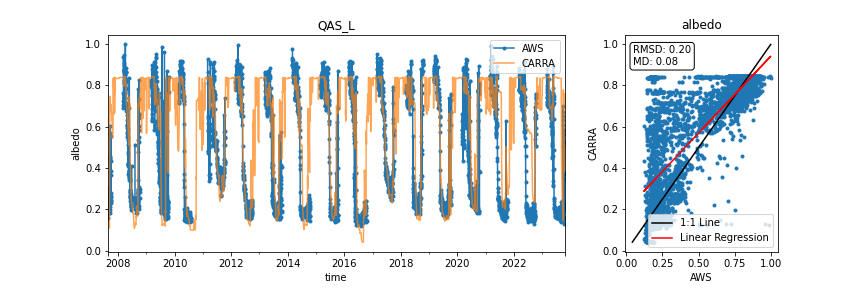 QAS_L
albedo
1.0
0.8
0.6
0.4
0.2
0.0
2008
2010
2012
2014
2016
2018
2020
2022
time
AWS
CARRA
albedo
CARRA
1.0
0.8
0.6
0.4
0.2
0.0
RMSD: 0.20
MD: 0.08
1:1 Line
Linear Regression
0.00
0.25
0.50
0.75
1.00
AWS